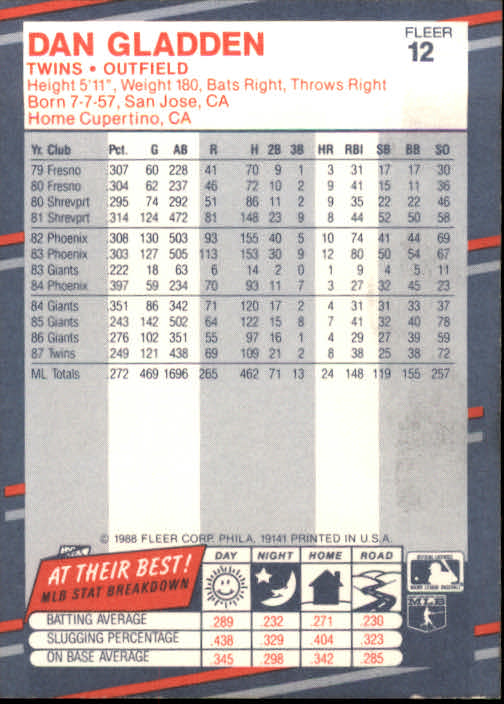 DAN GLADDEN
FLEER
12
TWINS • OUTFIELD
Height 5'11", Weight 180, Bats Right, Throws Right
Born 7-7-57, San Jose, CA
Home Cupertino, CA
Yr. Club Pct. G AB R H 2B 3B HR RBI SB BB SO
79 Fresno .307 60 228 41 70 9 1 3 31 17 17 30
80 Fresno .304 62 237 46 72 10 2 9 41 15 11 36
80 Shrevprt .295 74 292 51 86 11 2 9 35 22 22 46
81 Shrevprt .314 124 472 81 148 23 9 8 44 52 50 58
82 Phoenix .308 130 503 93 155 40 5 10 74 41 44 69
83 Phoenix .303 127 505 113 153 30 9 12 80 50 54 67
83 Giants .222 18 63 6 14 2 0 1 9 4 5 11
84 Phoenix .397 59 234 70 93 11 7 3 27 32 45 23
84 Giants .351 86 342 71 120 17 2 4 31 31 33 37
85 Giants .243 142 502 64 122 15 8 7 41 32 40 78
86 Giants .276 102 351 55 97 16 1 4 29 27 39 59
87 Twins .249 121 438 69 109 21 2 8 38 25 38 72
ML Totals .272 469 1696 265 462 71 13 24 148 119 155 257
© 1988 FLEER CORP. PHILA. 19141 PRINTED IN U.S.A.
AT THEIR BEST!
MLB STAT BREAKDOWN
DAY NIGHT HOME ROAD
BATTING AVERAGE .289 .232 .271 .230
SLUGGING PERCENTAGE .438 .329 .404 .323
ON BASE AVERAGE .345 .298 .342 .285